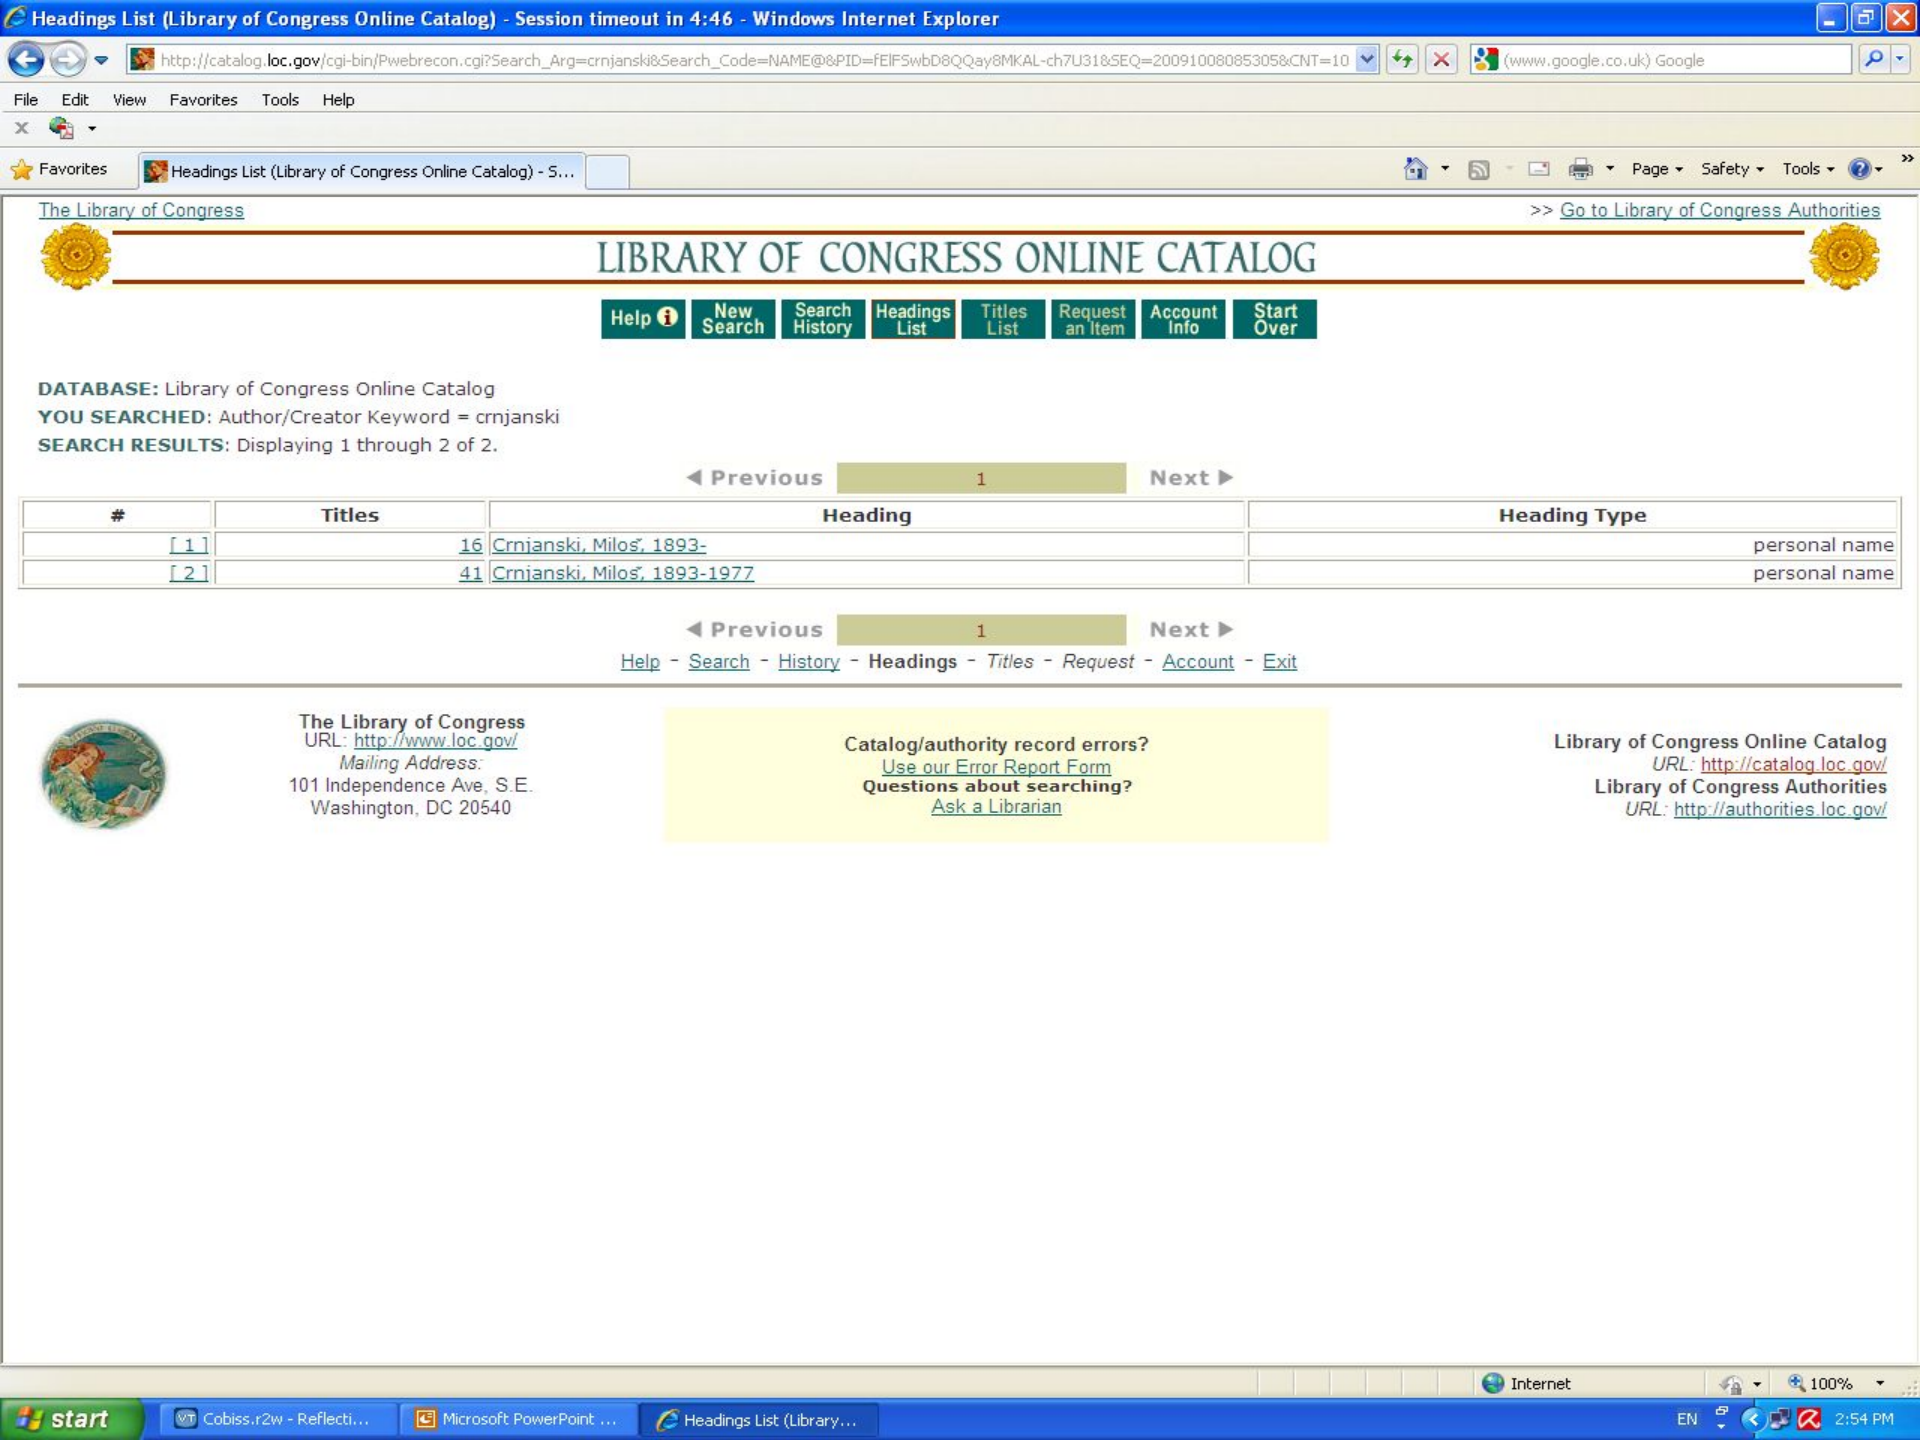 Headings List (Library of Congress Online Catalog) - Session timeout in 4:46 - Windows Internet Explorer
http://catalog.loc.gov/cgi-bin/Pwebrecon.cgi?Search_Arg=crnjanski&Search_Code=NAME@&PID=fElFSwbD8QQay8MKAL-ch7U31&SEQ=20091008085305&CNT=10
(www.google.co.uk) Google
File Edit View Favorites Tools Help
x
Favorites
Headings List (Library of Congress Online Catalog) - S...
Page Safety Tools »
The Library of Congress
>> Go to Library of Congress Authorities
LIBRARY OF CONGRESS ONLINE CATALOG
Help i New Search Search History Headings List Titles List Request an Item Account Info Start Over
DATABASE: Library of Congress Online Catalog
YOU SEARCHED: Author/Creator Keyword = crnjanski
SEARCH RESULTS: Displaying 1 through 2 of 2.
◀ Previous 1 Next ▶
# Titles Heading Heading Type
[ 1 ] 16 Crnjanski, Miloš, 1893- personal name
[ 2 ] 41 Crnjanski, Miloš, 1893-1977 personal name
◀ Previous 1 Next ▶
Help - Search - History - Headings - Titles - Request - Account - Exit
The Library of Congress
URL: http://www.loc.gov/
Mailing Address:
101 Independence Ave, S.E.
Washington, DC 20540
Catalog/authority record errors?
Use our Error Report Form
Questions about searching?
Ask a Librarian
Library of Congress Online Catalog
URL: http://catalog.loc.gov/
Library of Congress Authorities
URL: http://authorities.loc.gov/
Internet
100%
start
Cobiss.r2w - Reflecti...
Microsoft PowerPoint ...
Headings List (Library...
EN
2:54 PM